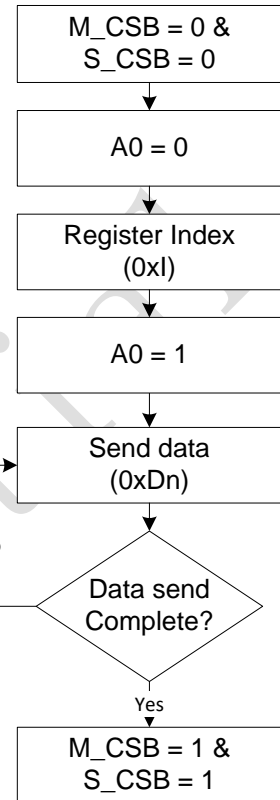 M_CSB = 0 &
S_CSB = 0
A0 = 0
Register Index
(0xI)
A0 = 1
Send data
(0xDn)
Data send
Complete?
Yes
M_CSB = 1 &
S_CSB = 1